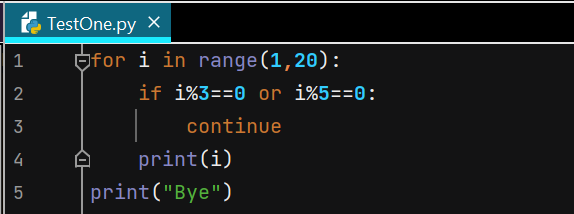 TestOne.py ×
1 for i in range(1,20):
2     if i%3==0 or i%5==0:
3         continue
4     print(i)
5 print("Bye")